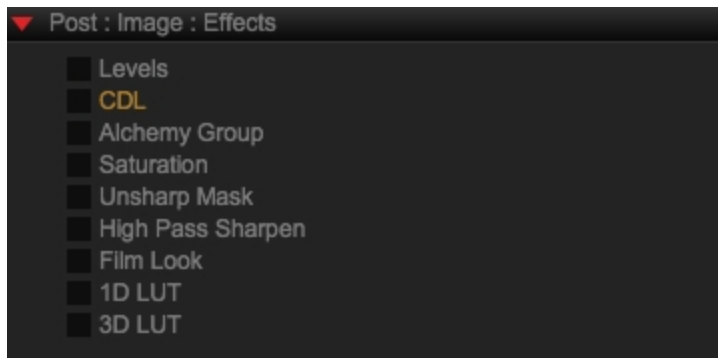 Post : Image : Effects
Levels
CDL
Alchemy Group
Saturation
Unsharp Mask
High Pass Sharpen
Film Look
1D LUT
3D LUT